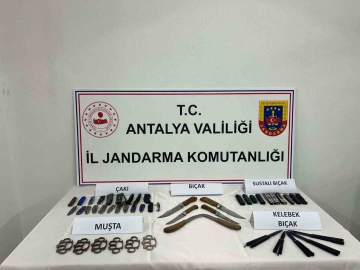 T.C.
ANTALYA VALİLİĞİ
İL JANDARMA KOMUTANLIĞI
ÇAKI
BIÇAK
SUSTALI BIÇAK
MUŞTA
KELEBEK
BIÇAK